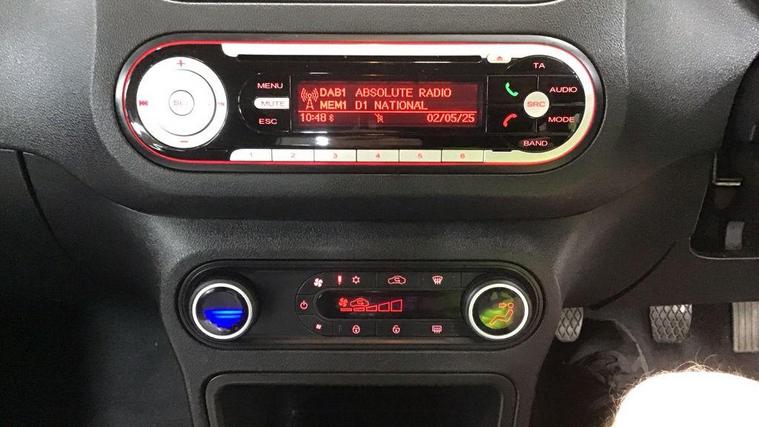 TA
MENU
MUTE
ESC
DAB1 ABSOLUTE RADIO
MEM1 D1 NATIONAL
10:48 02/05/25
AUDIO
SRC
MODE
BAND
1 2 3 4 5 6